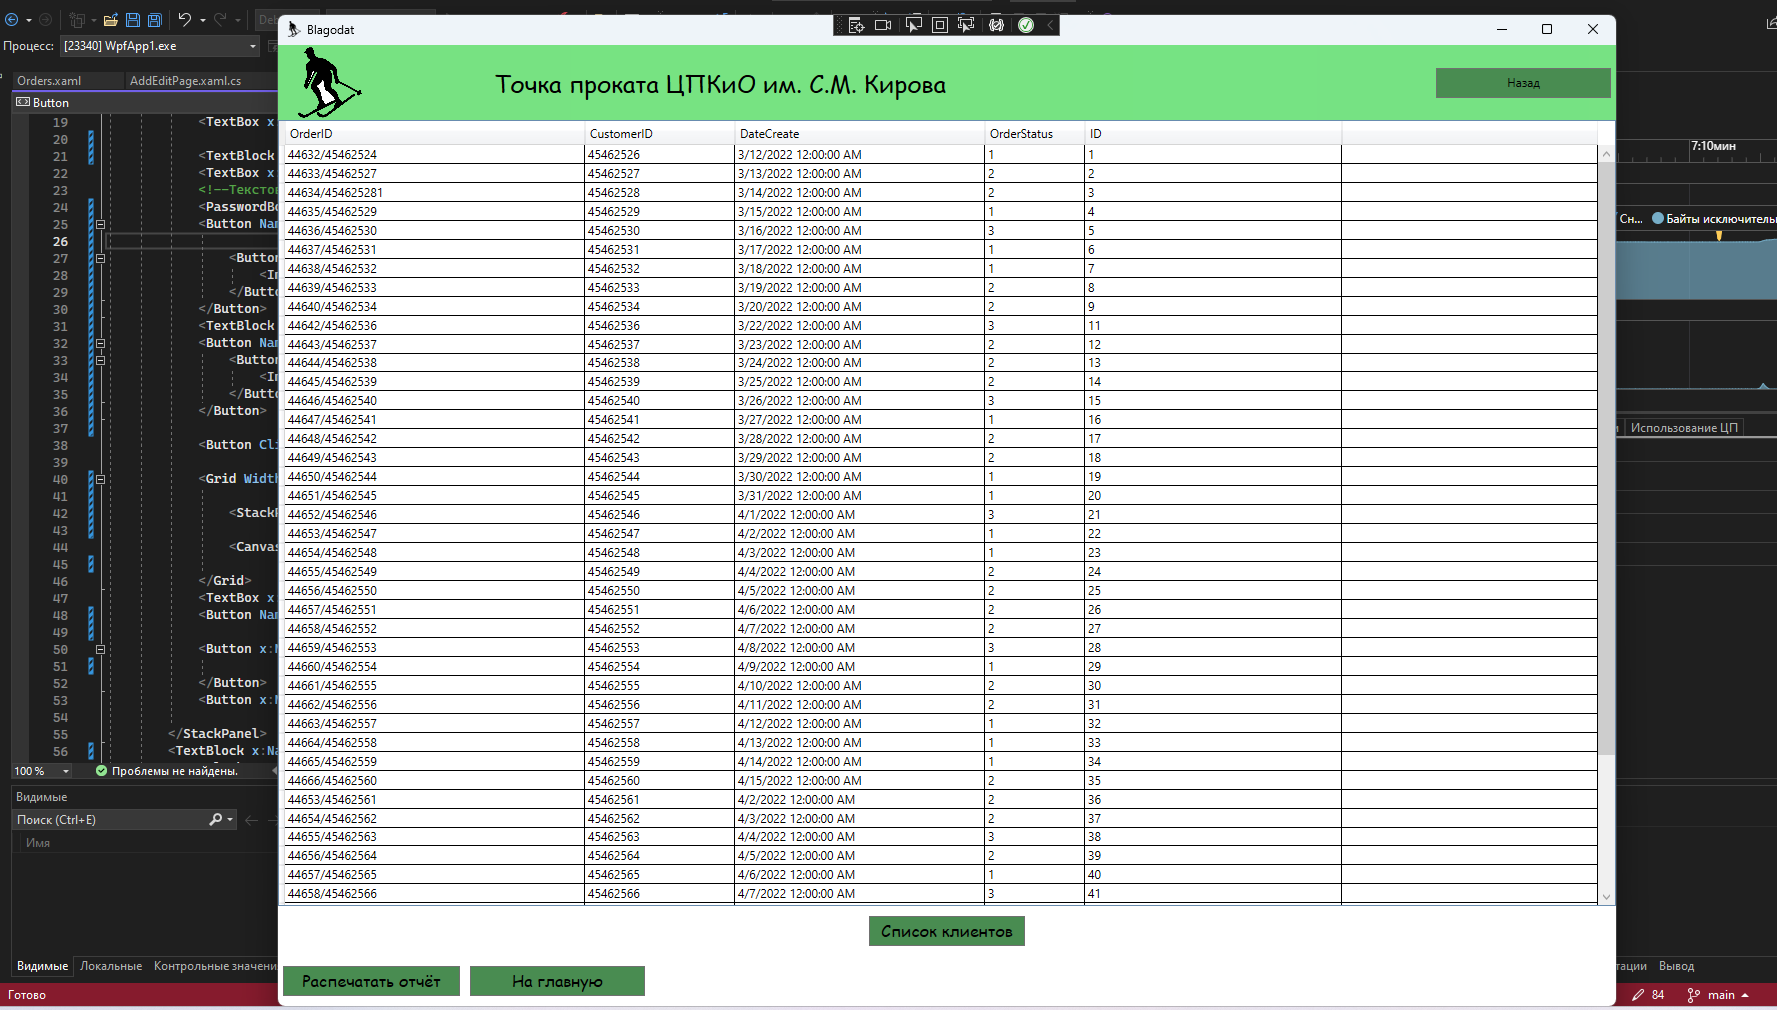 Процесс: [23340] WpfApp1.exe
Orders.xaml AddEditPage.xaml.cs
Button
19 <TextBox x
20
21 <TextBlock
22 <TextBox x
23 <!--Текстов
24 <PasswordBo
25 <Button Nam
26
27 <Button
28 <In
29 </Butto
30 </Button>
31 <TextBlock
32 <Button Nam
33 <Button
34 <In
35 </Butto
36 </Button>
37
38 <Button Cli
39
40 <Grid Width
41
42 <StackP
43
44 <Canvas
45
46 </Grid>
47 <TextBox x
48 <Button Nam
49
50 <Button x:N
51
52 </Button>
53 <Button x:N
54
55 </StackPanel>
56 <TextBlock x:Na
100 % Проблемы не найдены.
Видимые
Поиск (Ctrl+E)
Имя
Видимые Локальные Контрольные значени
Готово
Blagodat
Точка проката ЦПКиО им. С.М. Кирова
Назад
OrderID CustomerID DateCreate OrderStatus ID
44632/45462524 45462526 3/12/2022 12:00:00 AM 1 1
44633/45462527 45462527 3/13/2022 12:00:00 AM 2 2
44634/454625281 45462528 3/14/2022 12:00:00 AM 2 3
44635/45462529 45462529 3/15/2022 12:00:00 AM 1 4
44636/45462530 45462530 3/16/2022 12:00:00 AM 3 5
44637/45462531 45462531 3/17/2022 12:00:00 AM 1 6
44638/45462532 45462532 3/18/2022 12:00:00 AM 1 7
44639/45462533 45462533 3/19/2022 12:00:00 AM 2 8
44640/45462534 45462534 3/20/2022 12:00:00 AM 2 9
44642/45462536 45462536 3/22/2022 12:00:00 AM 3 11
44643/45462537 45462537 3/23/2022 12:00:00 AM 2 12
44644/45462538 45462538 3/24/2022 12:00:00 AM 2 13
44645/45462539 45462539 3/25/2022 12:00:00 AM 2 14
44646/45462540 45462540 3/26/2022 12:00:00 AM 3 15
44647/45462541 45462541 3/27/2022 12:00:00 AM 1 16
44648/45462542 45462542 3/28/2022 12:00:00 AM 2 17
44649/45462543 45462543 3/29/2022 12:00:00 AM 2 18
44650/45462544 45462544 3/30/2022 12:00:00 AM 1 19
44651/45462545 45462545 3/31/2022 12:00:00 AM 1 20
44652/45462546 45462546 4/1/2022 12:00:00 AM 3 21
44653/45462547 45462547 4/2/2022 12:00:00 AM 1 22
44654/45462548 45462548 4/3/2022 12:00:00 AM 1 23
44655/45462549 45462549 4/4/2022 12:00:00 AM 2 24
44656/45462550 45462550 4/5/2022 12:00:00 AM 2 25
44657/45462551 45462551 4/6/2022 12:00:00 AM 2 26
44658/45462552 45462552 4/7/2022 12:00:00 AM 2 27
44659/45462553 45462553 4/8/2022 12:00:00 AM 3 28
44660/45462554 45462554 4/9/2022 12:00:00 AM 1 29
44661/45462555 45462555 4/10/2022 12:00:00 AM 2 30
44662/45462556 45462556 4/11/2022 12:00:00 AM 2 31
44663/45462557 45462557 4/12/2022 12:00:00 AM 1 32
44664/45462558 45462558 4/13/2022 12:00:00 AM 1 33
44665/45462559 45462559 4/14/2022 12:00:00 AM 1 34
44666/45462560 45462560 4/15/2022 12:00:00 AM 2 35
44653/45462561 45462561 4/2/2022 12:00:00 AM 2 36
44654/45462562 45462562 4/3/2022 12:00:00 AM 2 37
44655/45462563 45462563 4/4/2022 12:00:00 AM 3 38
44656/45462564 45462564 4/5/2022 12:00:00 AM 2 39
44657/45462565 45462565 4/6/2022 12:00:00 AM 1 40
44658/45462566 45462566 4/7/2022 12:00:00 AM 3 41
Список клиентов
Распечатать отчёт На главную
7:10мин
Сн... Байты исключитель
Использование ЦП
тации Вывод
84 main